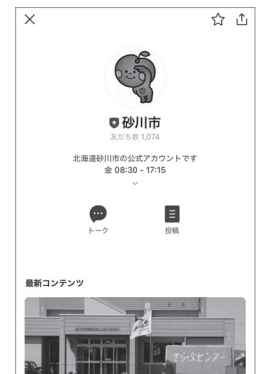 砂川市
友だち数 1,074
北海道砂川市の公式アカウントです
金 08:30 - 17:15
トーク
投稿
最新コンテンツ